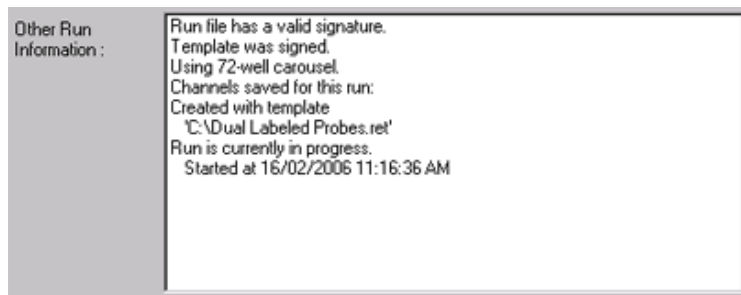 Other Run
Information :
Run file has a valid signature.
Template was signed.
Using 72-well carousel.
Channels saved for this run:
Created with template
'C:\Dual Labeled Probes.ret'
Run is currently in progress.
Started at 16/02/2006 11:16:36 AM